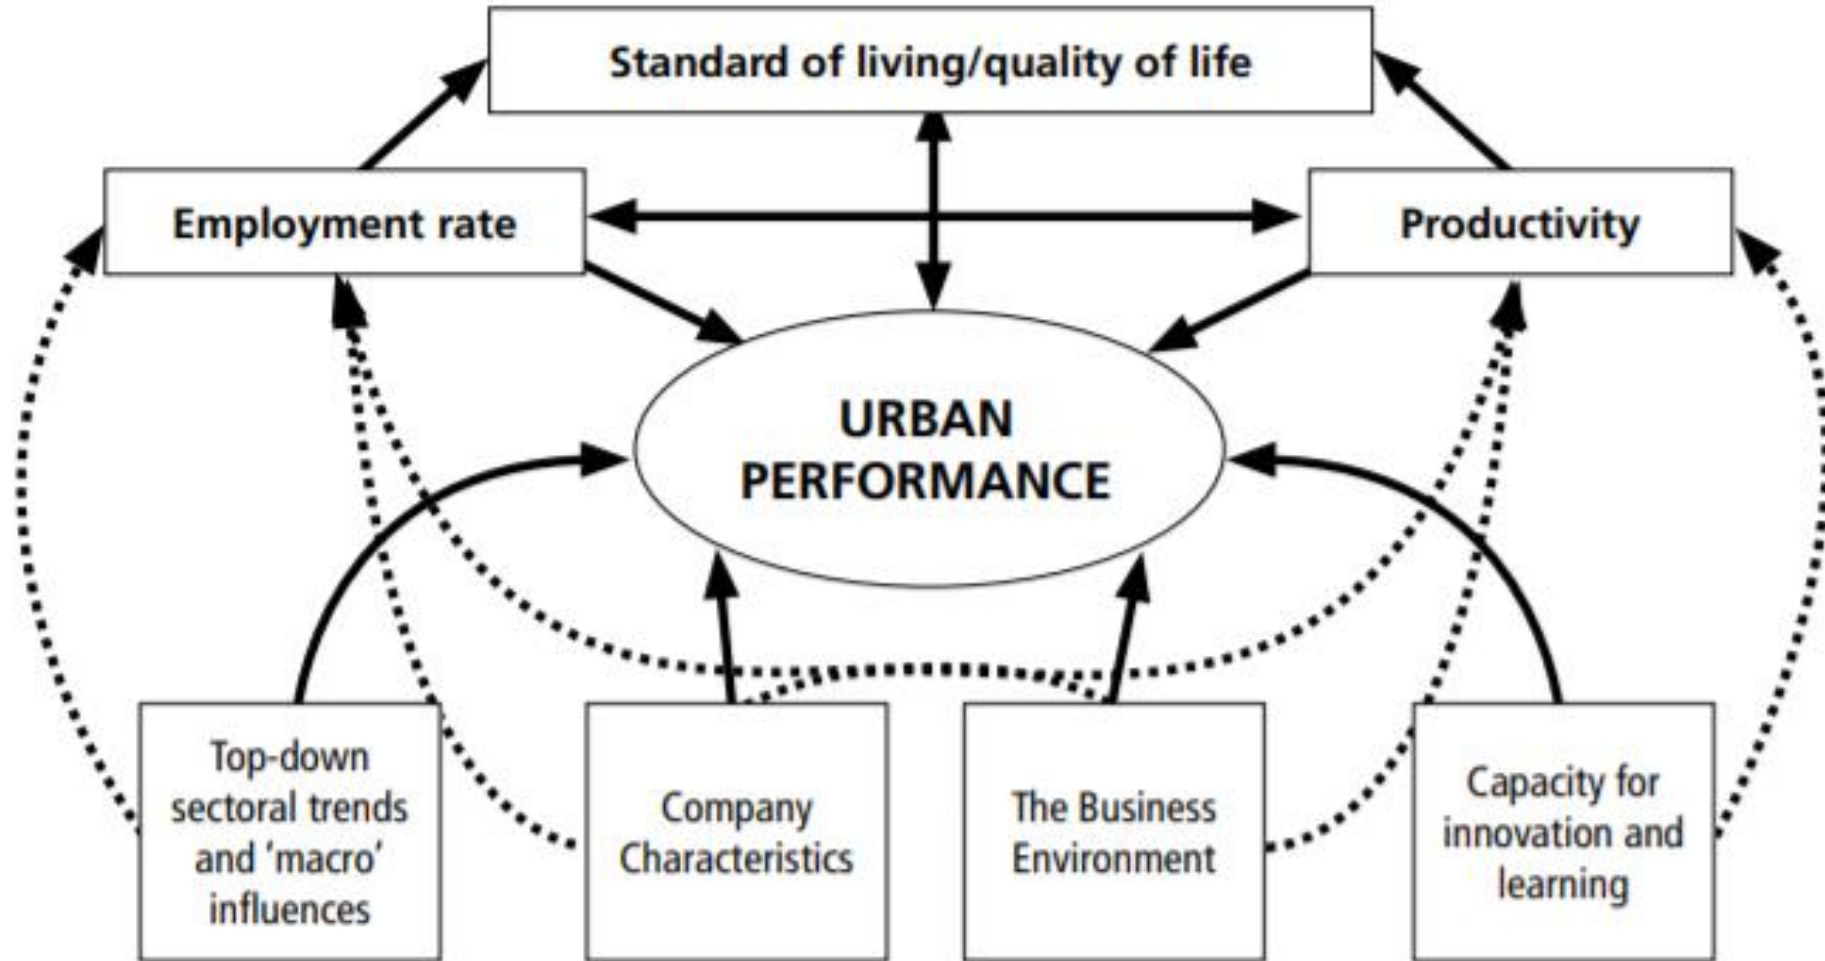 Standard of living/quality of life
Employment rate
Productivity
URBAN
PERFORMANCE
Top-down
sectoral trends
and ‘macro’
influences
Company
Characteristics
The Business
Environment
Capacity for
innovation and
learning